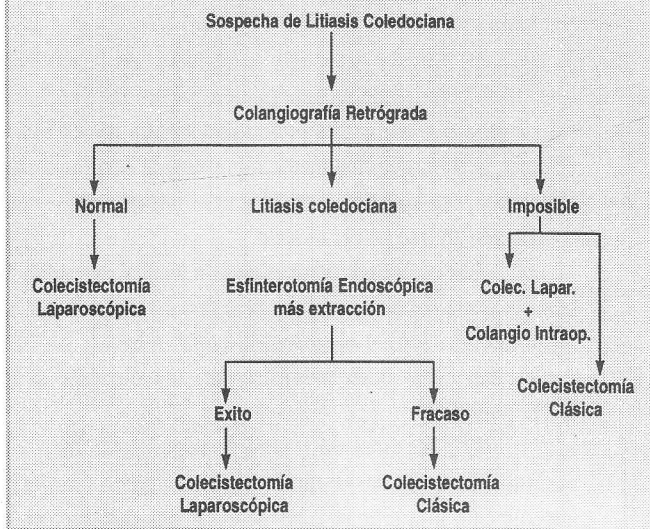 Sospecha de Litiasis Coledociana
Colangiografía Retrógrada
Normal
Litiasis coledociana
Imposible
Colecistectomía
Laparoscópica
Esfinterotomía Endoscópica
más extracción
Colec. Lapar.
+
Colangio Intraop.
Colecistectomía
Clásica
Exito
Fracaso
Colecistectomía
Laparoscópica
Colecistectomía
Clásica